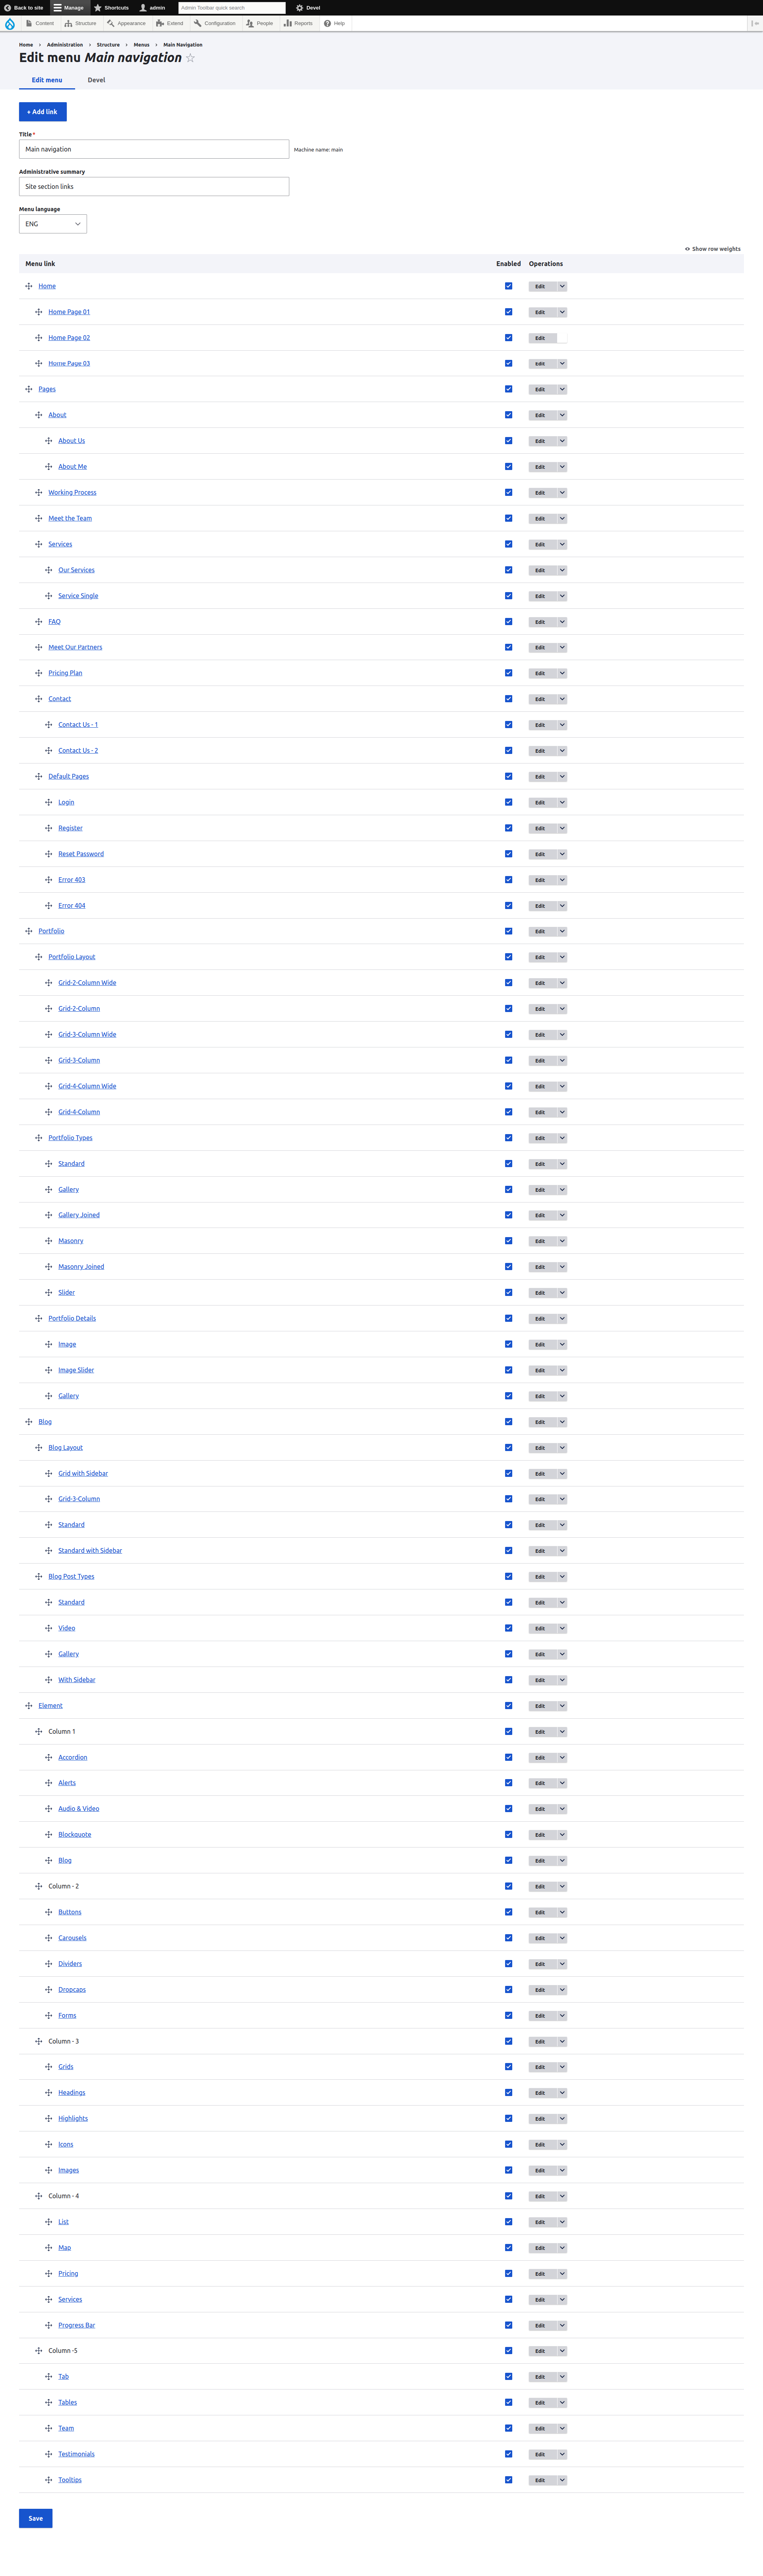 Back to site Manage Shortcuts admin Admin Toolbar quick search Devel
Content Structure Appearance Extend Configuration People Reports Help
Home › Administration › Structure › Menus › Main Navigation
Edit menu Main navigation
Edit menu Devel
+ Add link
Title*
Main navigation Machine name: main
Administrative summary
Site section links
Menu language
ENG
Show row weights
Menu link Enabled Operations
Home Edit
Home Page 01 Edit
Home Page 02 Edit
Home Page 03 Edit
Pages Edit
About Edit
About Us Edit
About Me Edit
Working Process Edit
Meet the Team Edit
Services Edit
Our Services Edit
Service Single Edit
FAQ Edit
Meet Our Partners Edit
Pricing Plan Edit
Contact Edit
Contact Us - 1 Edit
Contact Us - 2 Edit
Default Pages Edit
Login Edit
Register Edit
Reset Password Edit
Error 403 Edit
Error 404 Edit
Portfolio Edit
Portfolio Layout Edit
Grid-2-Column Wide Edit
Grid-2-Column Edit
Grid-3-Column Wide Edit
Grid-3-Column Edit
Grid-4-Column Wide Edit
Grid-4-Column Edit
Portfolio Types Edit
Standard Edit
Gallery Edit
Gallery Joined Edit
Masonry Edit
Masonry Joined Edit
Slider Edit
Portfolio Details Edit
Image Edit
Image Slider Edit
Gallery Edit
Blog Edit
Blog Layout Edit
Grid with Sidebar Edit
Grid-3-Column Edit
Standard Edit
Standard with Sidebar Edit
Blog Post Types Edit
Standard Edit
Video Edit
Gallery Edit
With Sidebar Edit
Element Edit
Column 1 Edit
Accordion Edit
Alerts Edit
Audio & Video Edit
Blockquote Edit
Blog Edit
Column - 2 Edit
Buttons Edit
Carousels Edit
Dividers Edit
Dropcaps Edit
Forms Edit
Column - 3 Edit
Grids Edit
Headings Edit
Highlights Edit
Icons Edit
Images Edit
Column - 4 Edit
List Edit
Map Edit
Pricing Edit
Services Edit
Progress Bar Edit
Column -5 Edit
Tab Edit
Tables Edit
Team Edit
Testimonials Edit
Tooltips Edit
Save